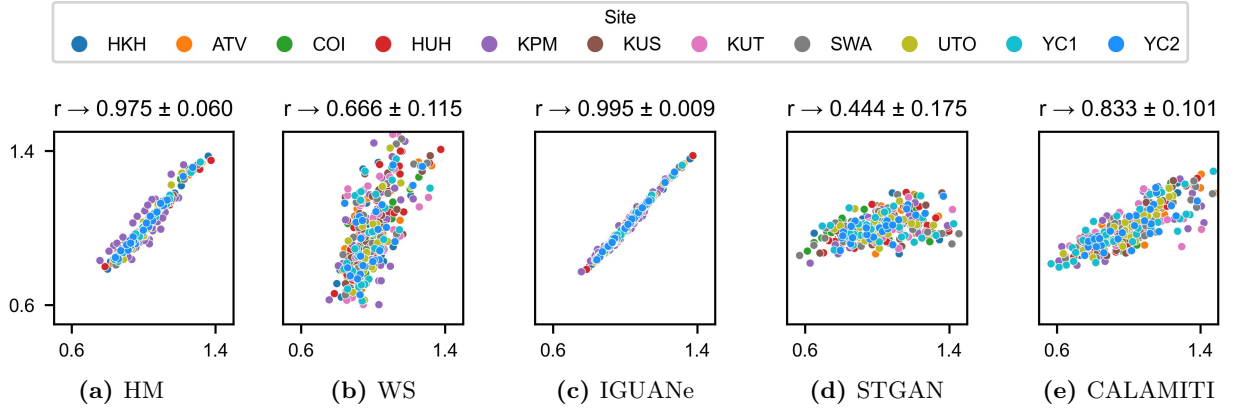 Site
HKH ATV COI HUH KPM KUS KUT SWA UTO YC1 YC2
r → 0.975 ± 0.060 r → 0.666 ± 0.115 r → 0.995 ± 0.009 r → 0.444 ± 0.175 r → 0.833 ± 0.101
1.4
0.6
0.6 1.4 0.6 1.4 0.6 1.4 0.6 1.4 0.6 1.4
(a) HM (b) WS (c) IGUANe (d) STGAN (e) CALAMITI